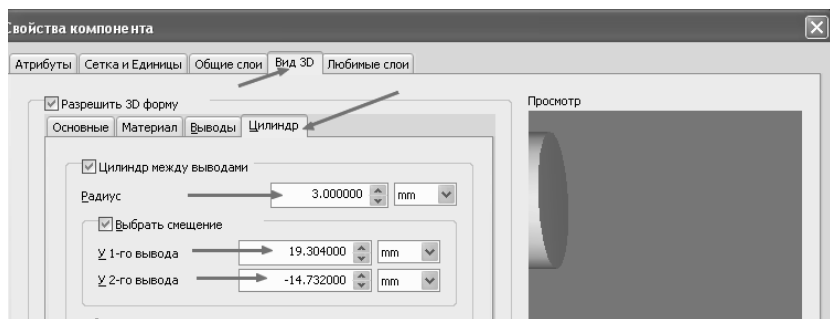 Свойства компонента
Атрибуты Сетка и Единицы Общие слои Вид 3D Любимые слои
Разрешить 3D форму
Просмотр
Основные Материал Выводы Цилиндр
Цилиндр между выводами
Радиус 3.000000 mm
Выбрать смещение
У 1-го вывода 19.304000 mm
У 2-го вывода -14.732000 mm